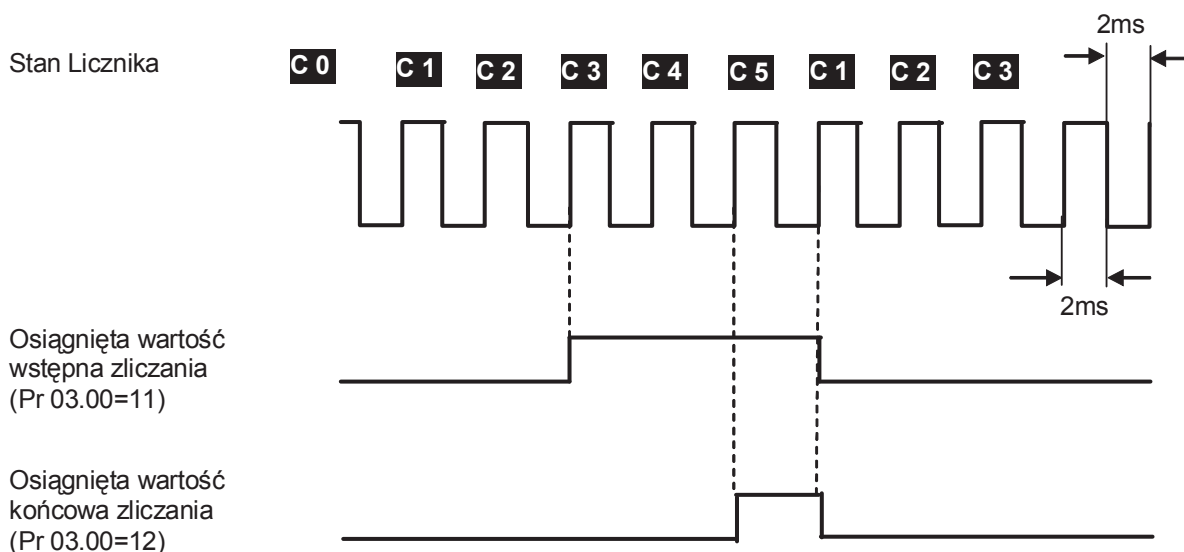 2ms
Stan Licznika
C 0 C 1 C 2 C 3 C 4 C 5 C 1 C 2 C 3
2ms
Osiągnięta wartość
wstępna zliczania
(Pr 03.00=11)
Osiągnięta wartość
końcowa zliczania
(Pr 03.00=12)